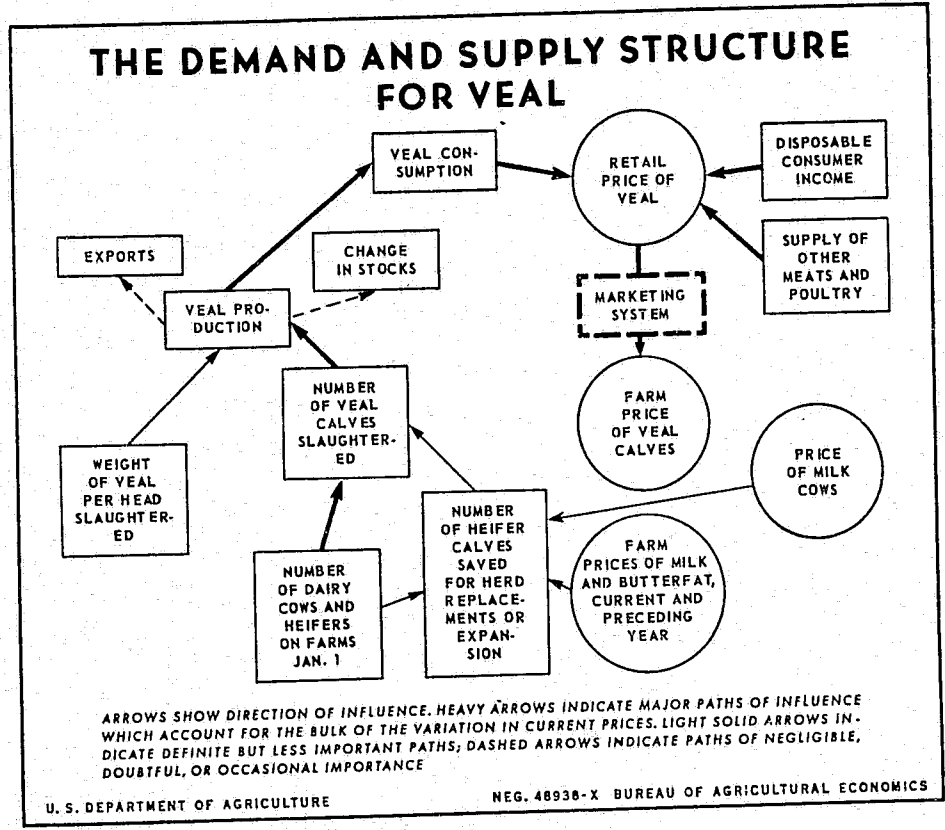 THE DEMAND AND SUPPLY STRUCTURE
FOR VEAL
VEAL CON-
SUMPTION
RETAIL
PRICE OF
VEAL
DISPOSABLE
CONSUMER
INCOME
EXPORTS
CHANGE
IN STOCKS
SUPPLY OF
OTHER
MEATS AND
POULTRY
VEAL PRO-
DUCTION
MARKETING
SYSTEM
NUMBER
OF VEAL
CALVES
SLAUGHTER-
ED
FARM
PRICE
OF VEAL
CALVES
WEIGHT
OF VEAL
PER HEAD
SLAUGHTER-
ED
PRICE
OF MILK
COWS
NUMBER
OF DAIRY
COWS AND
HEIFERS
ON FARMS
JAN. 1
NUMBER
OF HEIFER
CALVES
SAVED
FOR HERD
REPLACE-
MENTS OR
EXPAN-
SION
FARM
PRICES OF MILK
AND BUTTERFAT,
CURRENT AND
PRECEDING
YEAR
ARROWS SHOW DIRECTION OF INFLUENCE. HEAVY ARROWS INDICATE MAJOR PATHS OF INFLUENCE
WHICH ACCOUNT FOR THE BULK OF THE VARIATION IN CURRENT PRICES. LIGHT SOLID ARROWS IN-
DICATE DEFINITE BUT LESS IMPORTANT PATHS; DASHED ARROWS INDICATE PATHS OF NEGLIGIBLE,
DOUBTFUL, OR OCCASIONAL IMPORTANCE
U. S. DEPARTMENT OF AGRICULTURE
NEG. 48938-X BUREAU OF AGRICULTURAL ECONOMICS